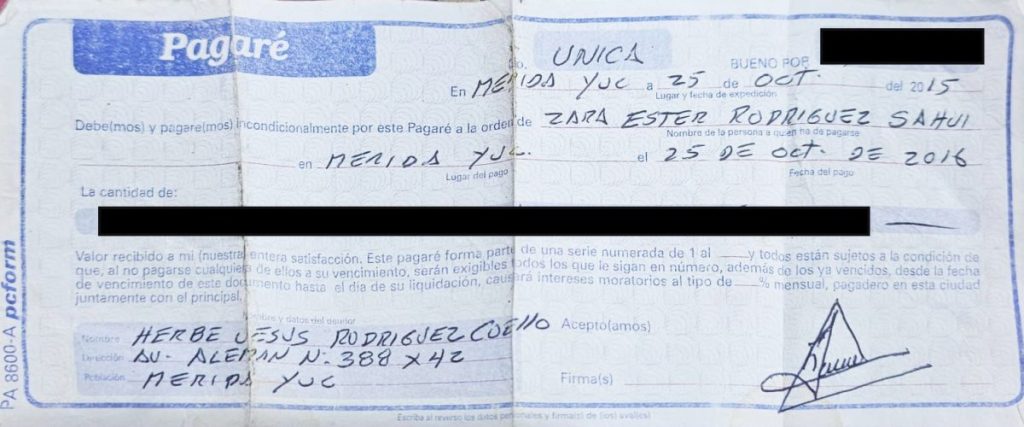 Pagaré
No. UNICA BUENO POR
En MERIDA YUC a 25 de OCT. del 2015
Lugar y fecha de expedición
Debe(mos) y pagare(mos) incondicionalmente por este Pagaré a la orden de ZARA ESTER RODRIGUEZ SAHUI
Nombre de la persona a quien ha de pagarse
en MERIDA YUC. el 25 DE OCT. DE 2016
Lugar del pago Fecha del pago
La cantidad de:
Valor recibido a mi (nuestra) entera satisfacción. Este pagaré forma parte de una serie numerada de 1 al ____ y todos están sujetos a la condición de
que, al no pagarse cualquiera de ellos a su vencimiento, serán exigibles todos los que le sigan en número, además de los ya vencidos, desde la fecha
de vencimiento de este documento hasta el día de su liquidación, causará intereses moratorios al tipo de ____% mensual, pagadero en esta ciudad
juntamente con el principal.
Nombre y datos del deudor
Nombre HERBE JESUS RODRIGUEZ COELLO Acepto(amos)
Dirección AV. ALEMAN N. 388 X 42
Población MERIDA YUC Firma(s)
Escriba al reverso los datos personales y firma(s) de (los) aval(es)
PA 8600-A pcform